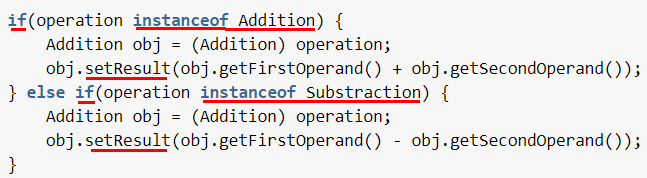 if(operation instanceof Addition) {
Addition obj = (Addition) operation;
obj.setResult(obj.getFirstOperand() + obj.getSecondOperand());
} else if(operation instanceof Substraction) {
Addition obj = (Addition) operation;
obj.setResult(obj.getFirstOperand() - obj.getSecondOperand());
}